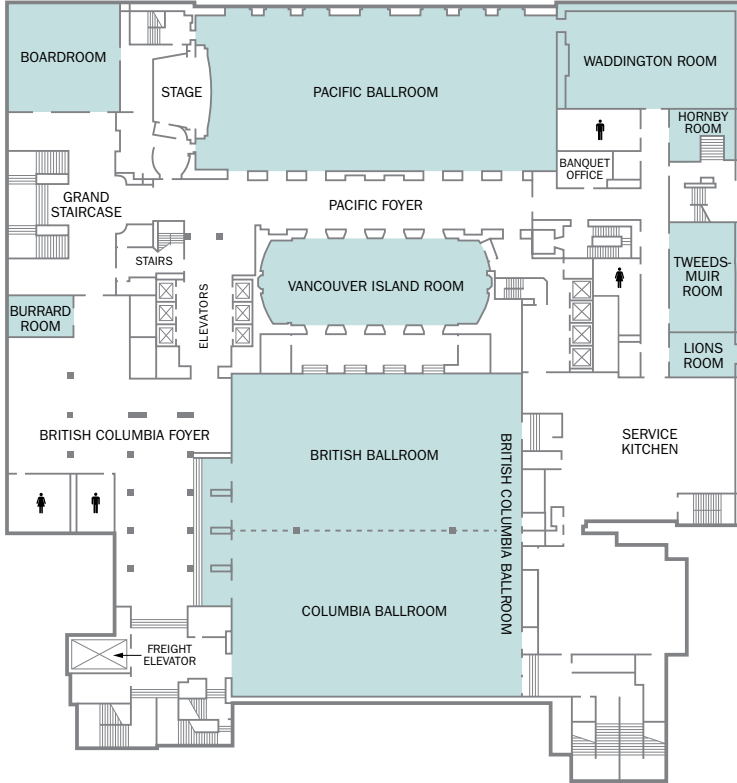 BOARDROOM
STAGE
PACIFIC BALLROOM
WADDINGTON ROOM
HORNBY
ROOM
BANQUET
OFFICE
GRAND
STAIRCASE
PACIFIC FOYER
STAIRS
ELEVATORS
VANCOUVER ISLAND ROOM
TWEEDS-
MUIR
ROOM
BURRARD
ROOM
LIONS
ROOM
BRITISH COLUMBIA FOYER
BRITISH BALLROOM
BRITISH COLUMBIA BALLROOM
SERVICE
KITCHEN
COLUMBIA BALLROOM
FREIGHT
ELEVATOR